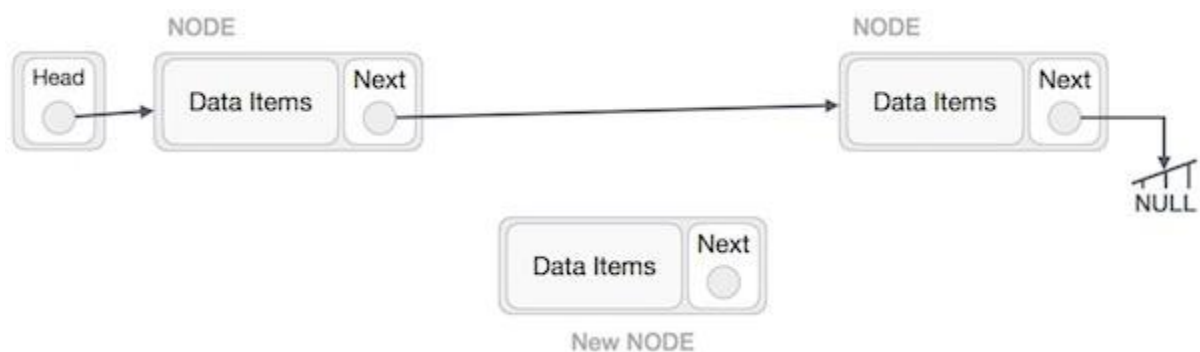 NODE
NODE
Head
Data Items
Next
Data Items
Next
NULL
Data Items
Next
New NODE